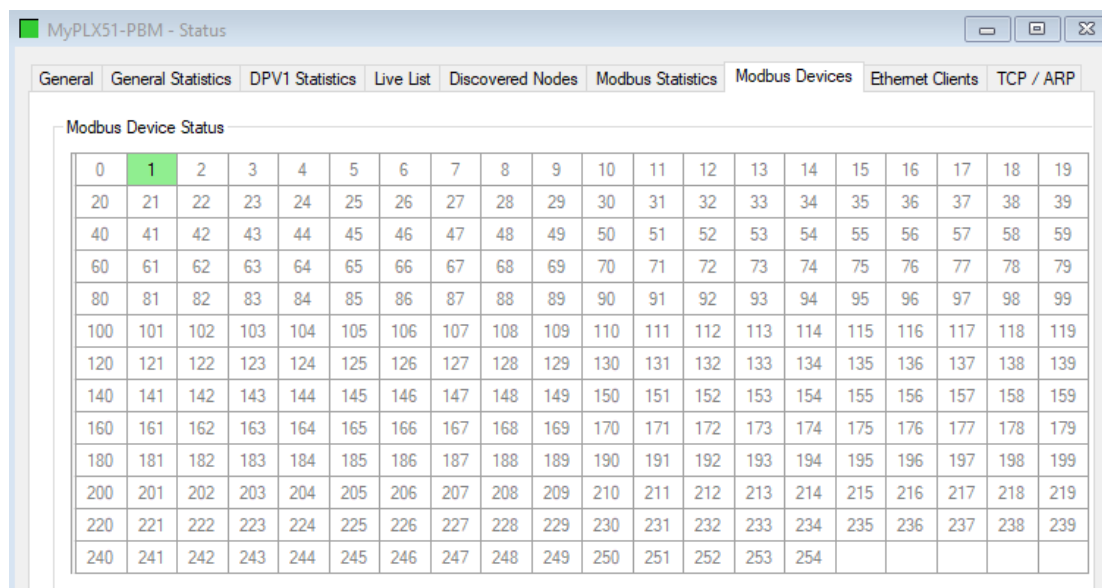 MyPLX51-PBM - Status
General General Statistics DPV1 Statistics Live List Discovered Nodes Modbus Statistics Modbus Devices Ethernet Clients TCP / ARP
Modbus Device Status
0 1 2 3 4 5 6 7 8 9 10 11 12 13 14 15 16 17 18 19
20 21 22 23 24 25 26 27 28 29 30 31 32 33 34 35 36 37 38 39
40 41 42 43 44 45 46 47 48 49 50 51 52 53 54 55 56 57 58 59
60 61 62 63 64 65 66 67 68 69 70 71 72 73 74 75 76 77 78 79
80 81 82 83 84 85 86 87 88 89 90 91 92 93 94 95 96 97 98 99
100 101 102 103 104 105 106 107 108 109 110 111 112 113 114 115 116 117 118 119
120 121 122 123 124 125 126 127 128 129 130 131 132 133 134 135 136 137 138 139
140 141 142 143 144 145 146 147 148 149 150 151 152 153 154 155 156 157 158 159
160 161 162 163 164 165 166 167 168 169 170 171 172 173 174 175 176 177 178 179
180 181 182 183 184 185 186 187 188 189 190 191 192 193 194 195 196 197 198 199
200 201 202 203 204 205 206 207 208 209 210 211 212 213 214 215 216 217 218 219
220 221 222 223 224 225 226 227 228 229 230 231 232 233 234 235 236 237 238 239
240 241 242 243 244 245 246 247 248 249 250 251 252 253 254